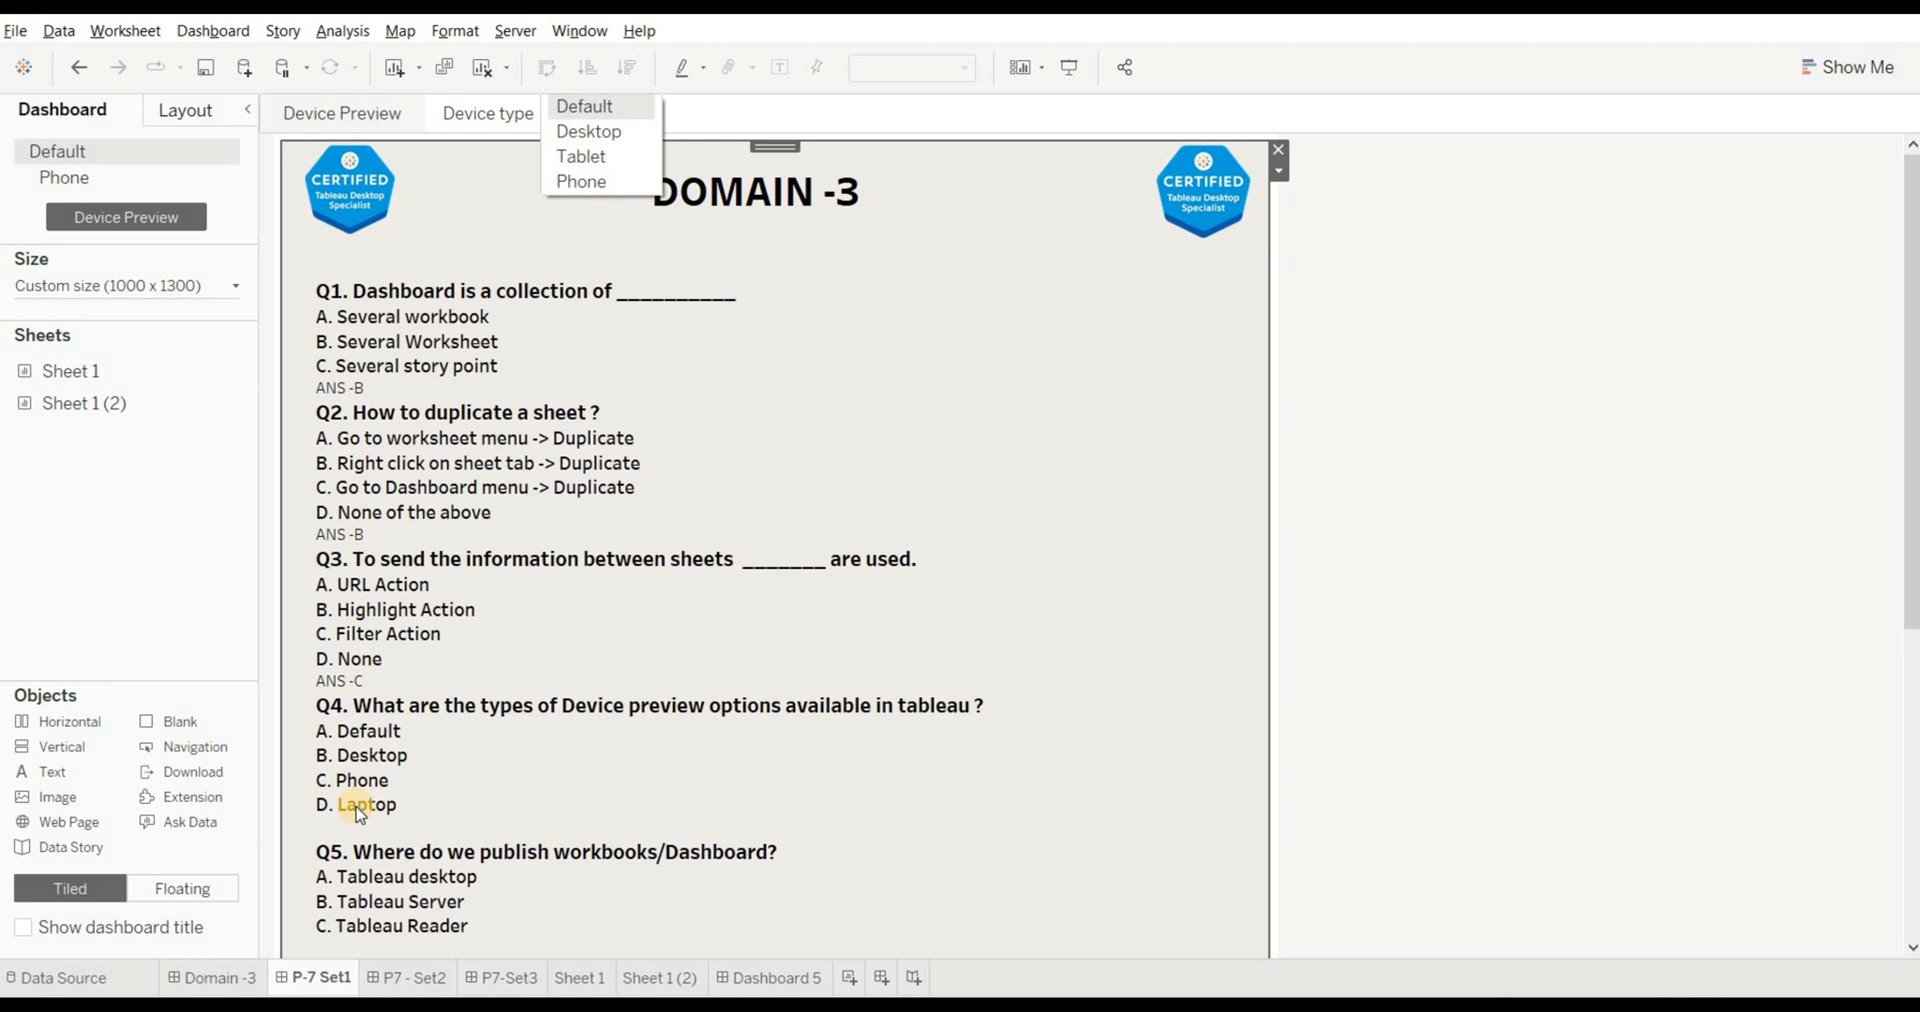 File Data Worksheet Dashboard Story Analysis Map Format Server Window Help
Show Me
Dashboard Layout
Default
Phone
Device Preview
Size
Custom size (1000 x 1300)
Sheets
Sheet 1
Sheet 1 (2)
Objects
Horizontal Blank
Vertical Navigation
Text Download
Image Extension
Web Page Ask Data
Data Story
Tiled Floating
Show dashboard title
Device Preview Device type
Default
Desktop
Tablet
Phone
CERTIFIED
Tableau Desktop
Specialist
DOMAIN -3
CERTIFIED
Tableau Desktop
Specialist
Q1. Dashboard is a collection of __________
A. Several workbook
B. Several Worksheet
C. Several story point
ANS -B
Q2. How to duplicate a sheet ?
A. Go to worksheet menu -> Duplicate
B. Right click on sheet tab -> Duplicate
C. Go to Dashboard menu -> Duplicate
D. None of the above
ANS -B
Q3. To send the information between sheets _______ are used.
A. URL Action
B. Highlight Action
C. Filter Action
D. None
ANS -C
Q4. What are the types of Device preview options available in tableau ?
A. Default
B. Desktop
C. Phone
D. Laptop
Q5. Where do we publish workbooks/Dashboard?
A. Tableau desktop
B. Tableau Server
C. Tableau Reader
Data Source Domain -3 P-7 Set1 P7 - Set2 P7-Set3 Sheet 1 Sheet 1 (2) Dashboard 5